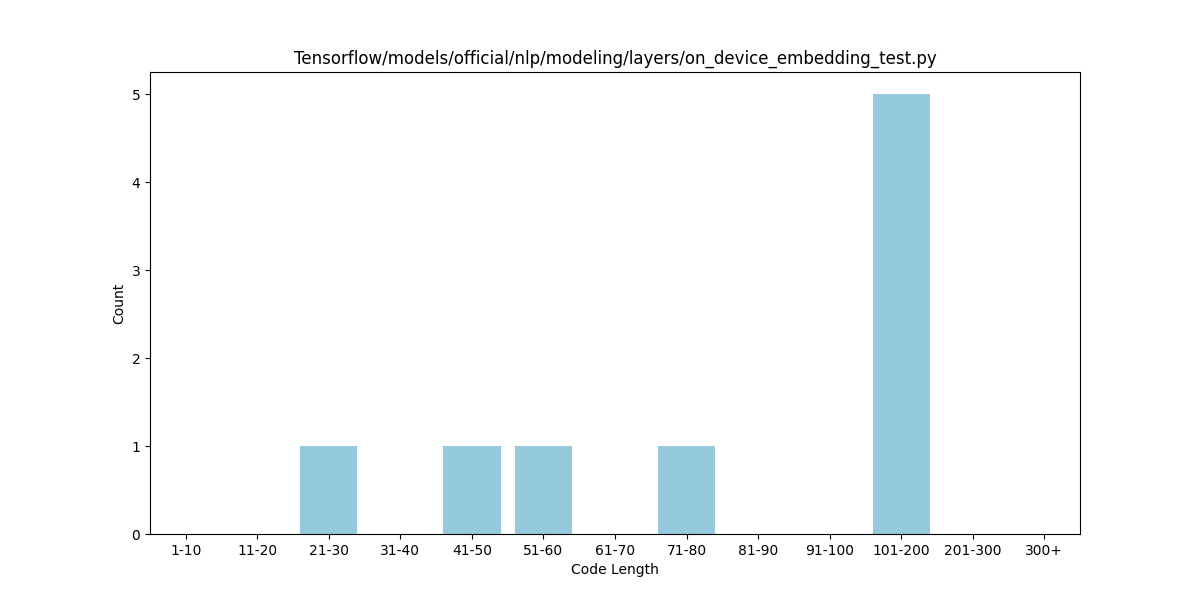 Tensorflow/models/official/nlp/modeling/layers/on_device_embedding_test.py
5
4
3
2
1
0
Count
1-10 11-20 21-30 31-40 41-50 51-60 61-70 71-80 81-90 91-100 101-200 201-300 300+
Code Length